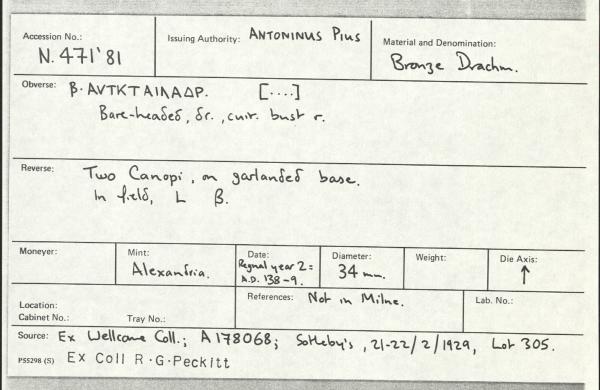 Accession No.: Issuing Authority: ANTONINUS PIUS Material and Denomination:
N. 471'81 Bronze Drachm.
Obverse: β. AVTKTAIΛAΔP. [....]
Bare-headed, dr., cuir. bust r.
Reverse: Two Canopi, on garlanded base.
In field, L β.
Moneyer: Mint: Date: Diameter: Weight: Die Axis:
Alexandria. Regnal year 2 = 34 mm. ↑
A.D. 138-9.
Location: References: Not in Milne. Lab. No.:
Cabinet No.: Tray No.:
Source: Ex Wellcome Coll.; A178068; Sotheby's, 21-22/2/1929, Lot 305.
PS5298 (S) Ex Coll R.G.Peckitt